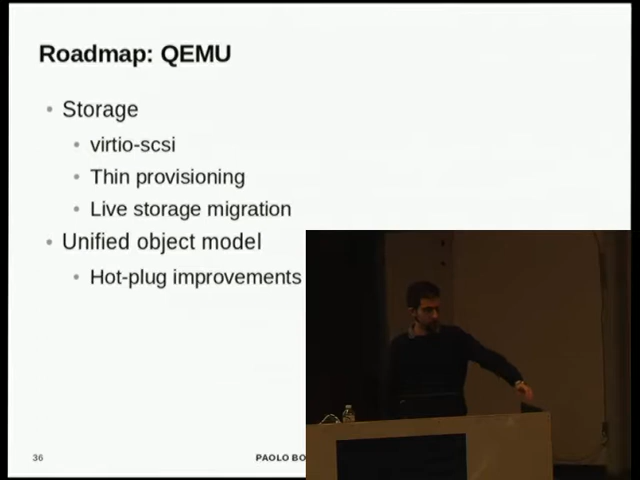 Roadmap: QEMU
Storage
virtio-scsi
Thin provisioning
Live storage migration
Unified object model
Hot-plug improvements
36
PAOLO BO